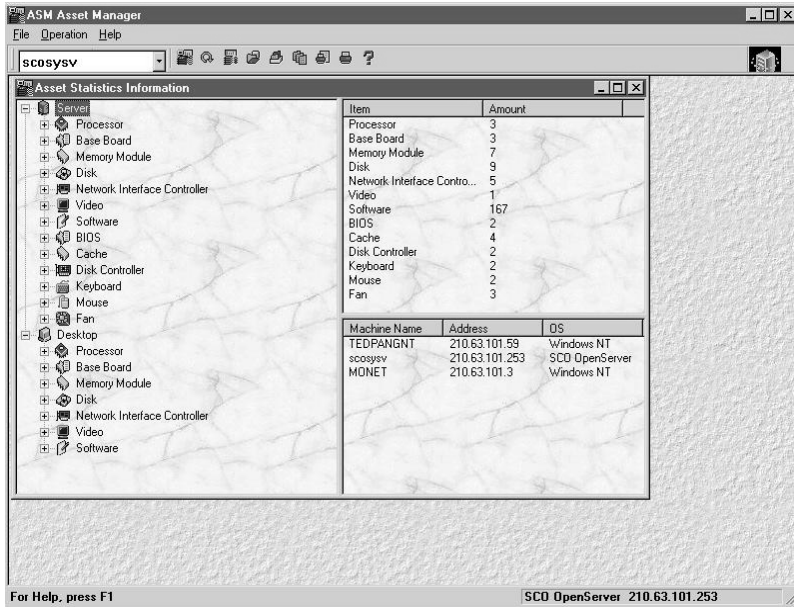 ASM Asset Manager
File Operation Help
scosysv
Asset Statistics Information
Server
Processor
Base Board
Memory Module
Disk
Network Interface Controller
Video
Software
BIOS
Cache
Disk Controller
Keyboard
Mouse
Fan
Desktop
Processor
Base Board
Memory Module
Disk
Network Interface Controller
Video
Software
Item Amount
Processor 3
Base Board 3
Memory Module 7
Disk 9
Network Interface Contro... 5
Video 1
Software 167
BIOS 2
Cache 4
Disk Controller 2
Keyboard 2
Mouse 2
Fan 3
Machine Name Address OS
TEDPANGNT 210.63.101.59 Windows NT
scosysv 210.63.101.253 SCO OpenServer
MONET 210.63.101.3 Windows NT
For Help, press F1
SCO OpenServer 210.63.101.253